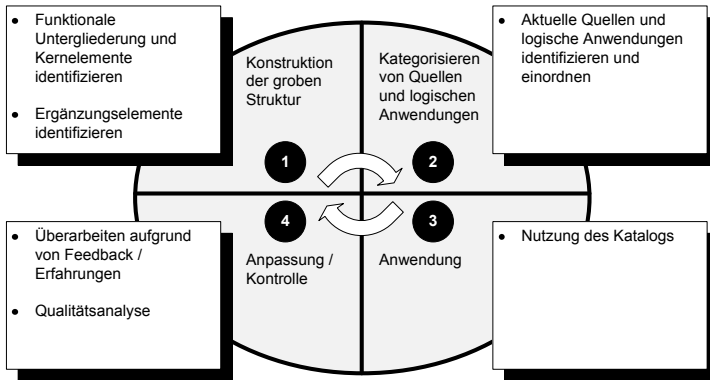 • Funktionale
Untergliederung und
Kernelemente
identifizieren
• Ergänzungselemente
identifizieren
Konstruktion
der groben
Struktur
1
Kategorisieren
von Quellen
und logischen
Anwendungen
2
• Aktuelle Quellen und
logische Anwendungen
identifizieren und
einordnen
• Überarbeiten aufgrund
von Feedback /
Erfahrungen
• Qualitätsanalyse
4
Anpassung /
Kontrolle
3
Anwendung
• Nutzung des Katalogs